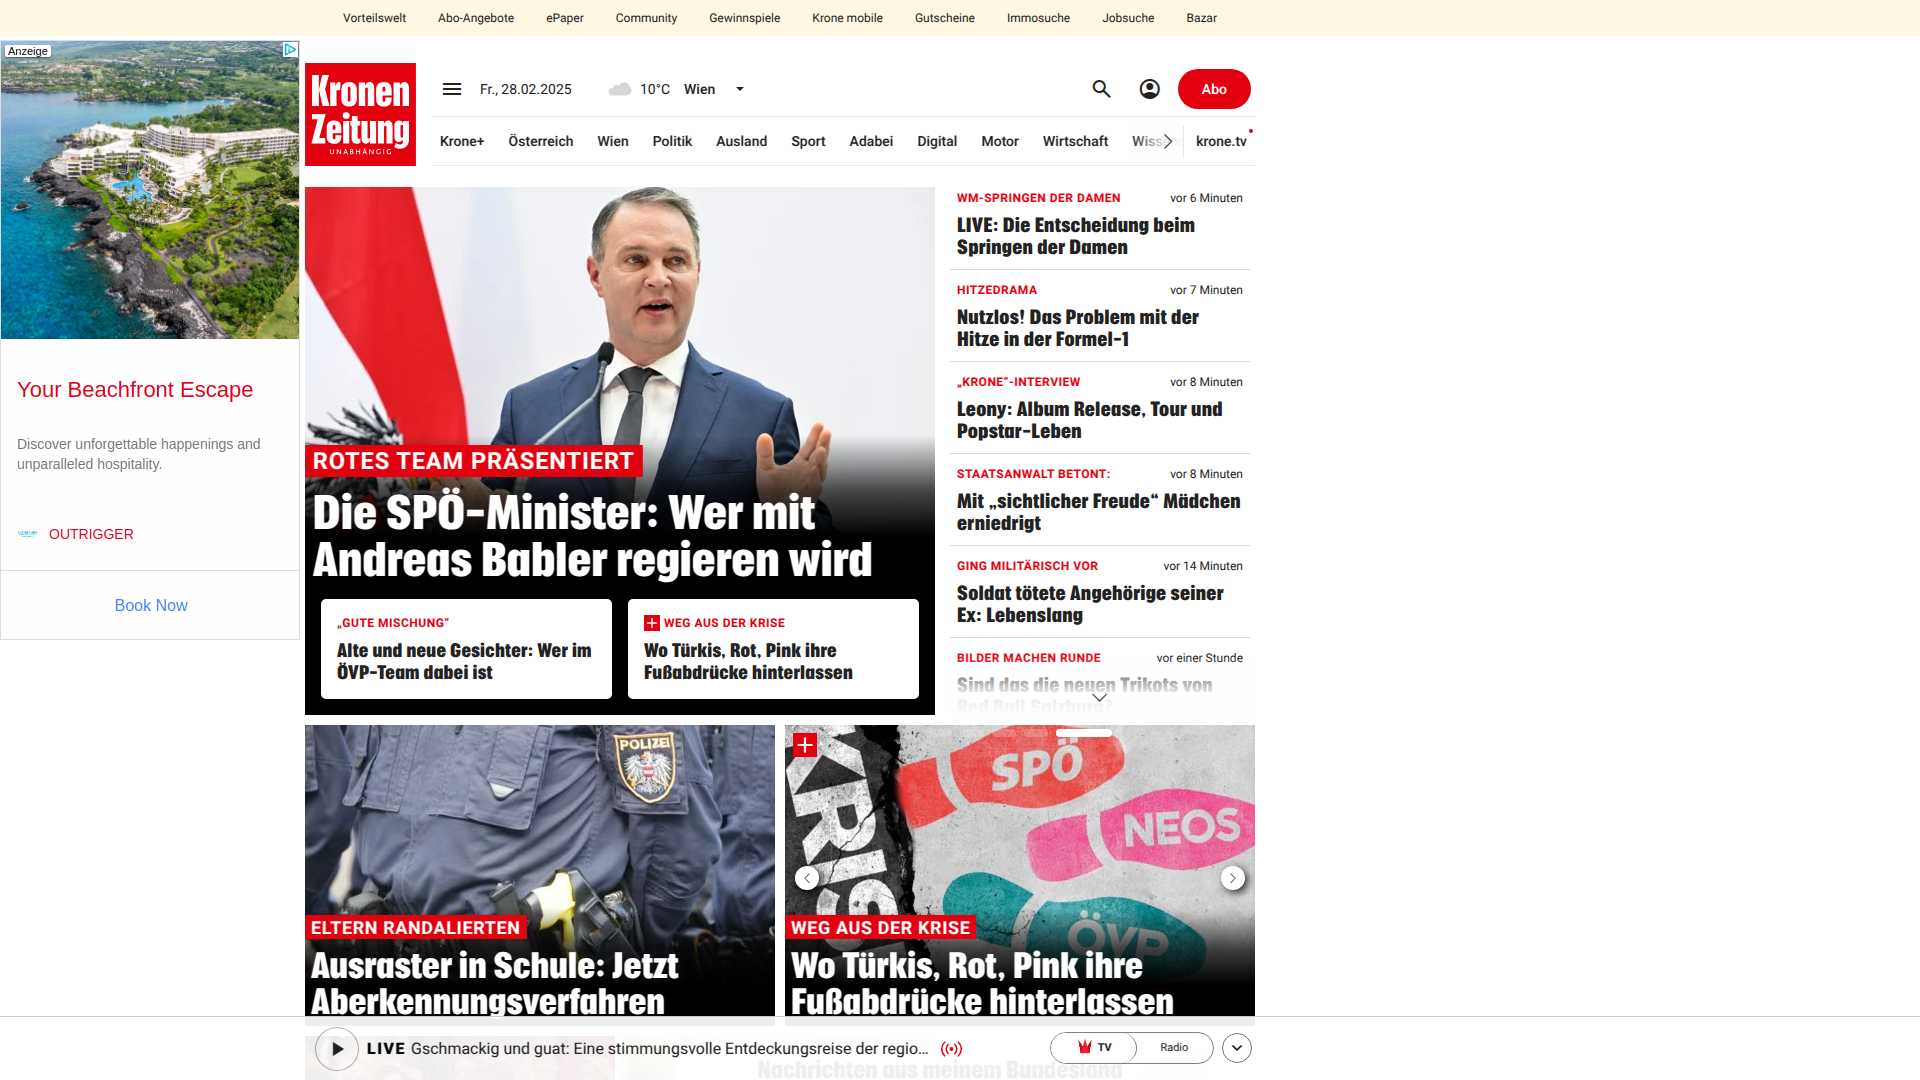 Vorteilswelt Abo-Angebote ePaper Community Gewinnspiele Krone mobile Gutscheine Immosuche Jobsuche Bazar
Anzeige
Your Beachfront Escape
Discover unforgettable happenings and
unparalleled hospitality.
OUTRIGGER
Book Now
Kronen
Zeitung
UNABHÄNGIG
Fr., 28.02.2025 10°C Wien
Abo
Krone+ Österreich Wien Politik Ausland Sport Adabei Digital Motor Wirtschaft Wiss krone.tv
ROTES TEAM PRÄSENTIERT
Die SPÖ-Minister: Wer mit
Andreas Babler regieren wird
„GUTE MISCHUNG“
Alte und neue Gesichter: Wer im
ÖVP-Team dabei ist
WEG AUS DER KRISE
Wo Türkis, Rot, Pink ihre
Fußabdrücke hinterlassen
WM-SPRINGEN DER DAMEN vor 6 Minuten
LIVE: Die Entscheidung beim
Springen der Damen
HITZEDRAMA vor 7 Minuten
Nutzlos! Das Problem mit der
Hitze in der Formel-1
„KRONE“-INTERVIEW vor 8 Minuten
Leony: Album Release, Tour und
Popstar-Leben
STAATSANWALT BETONT: vor 8 Minuten
Mit „sichtlicher Freude“ Mädchen
erniedrigt
GING MILITÄRISCH VOR vor 14 Minuten
Soldat tötete Angehörige seiner
Ex: Lebenslang
BILDER MACHEN RUNDE vor einer Stunde
Sind das die neuen Trikots von
Red Bull Salzburg?
POLIZEI
ELTERN RANDALIERTEN
Ausraster in Schule: Jetzt
Aberkennungsverfahren
KRISE
SPÖ
NEOS
ÖVP
WEG AUS DER KRISE
Wo Türkis, Rot, Pink ihre
Fußabdrücke hinterlassen
LIVE Gschmackig und guat: Eine stimmungsvolle Entdeckungsreise der regio...
TV Radio
Nachrichten aus meinem Bundesland